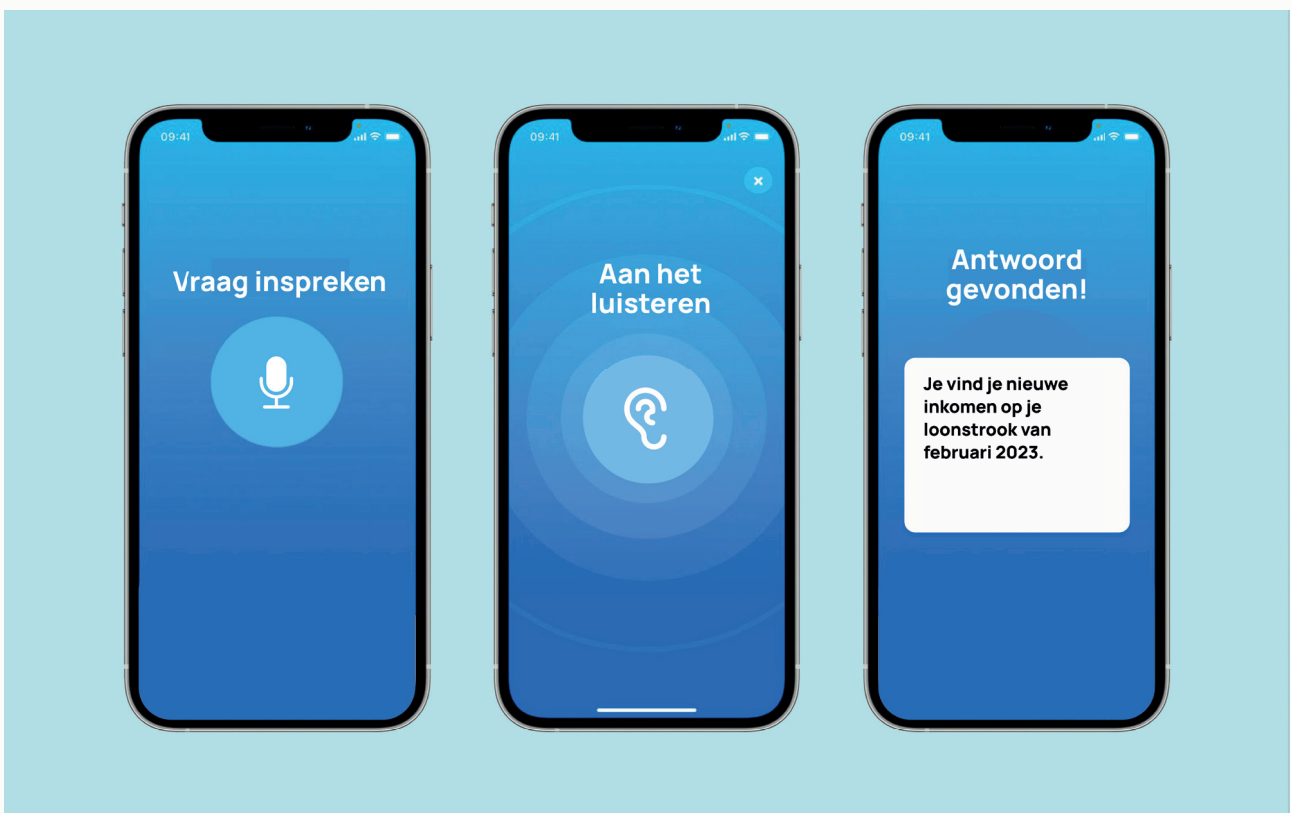 09:41
Vraag inspreken
09:41
Aan het
luisteren
09:41
Antwoord
gevonden!
Je vind je nieuwe
inkomen op je
loonstrook van
februari 2023.